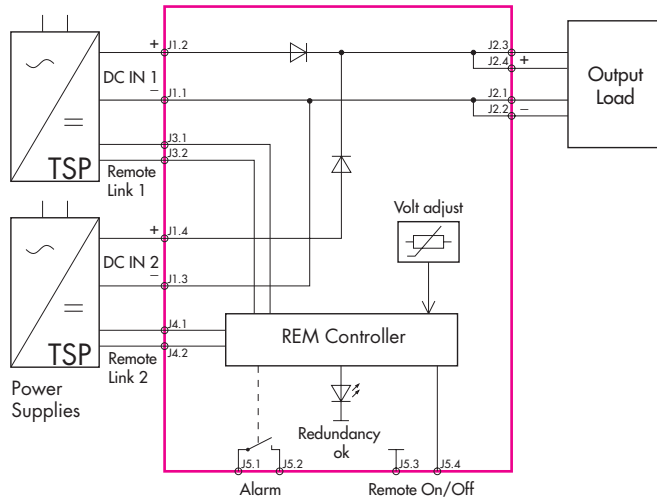 +
J1.2
DC IN 1
−
J1.1
J3.1
J3.2
TSP
Remote
Link 1
J2.3
J2.4
+
J2.1
J2.2
−
Output
Load
+
J1.4
DC IN 2
−
J1.3
J4.1
J4.2
TSP
Remote
Link 2
Power
Supplies
Volt adjust
REM Controller
Redundancy
ok
J5.1
J5.2
J5.3
J5.4
Alarm
Remote On/Off